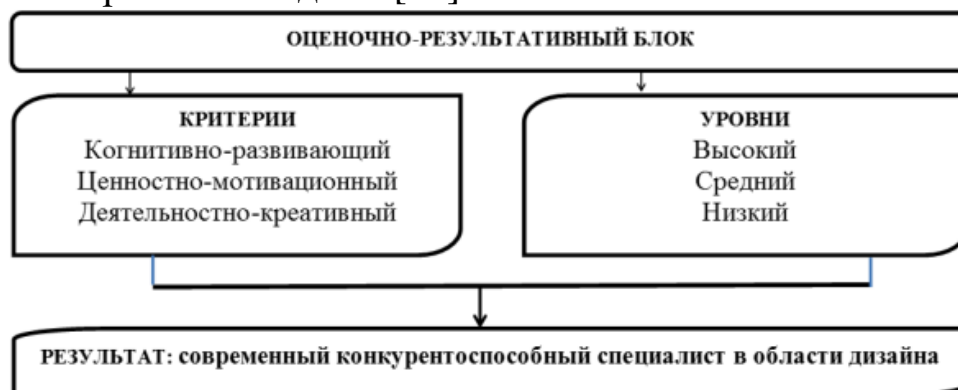 ОЦЕНОЧНО-РЕЗУЛЬТАТИВНЫЙ БЛОК
КРИТЕРИИ
Когнитивно-развивающий
Ценностно-мотивационный
Деятельностно-креативный
УРОВНИ
Высокий
Средний
Низкий
РЕЗУЛЬТАТ: современный конкурентоспособный специалист в области дизайна